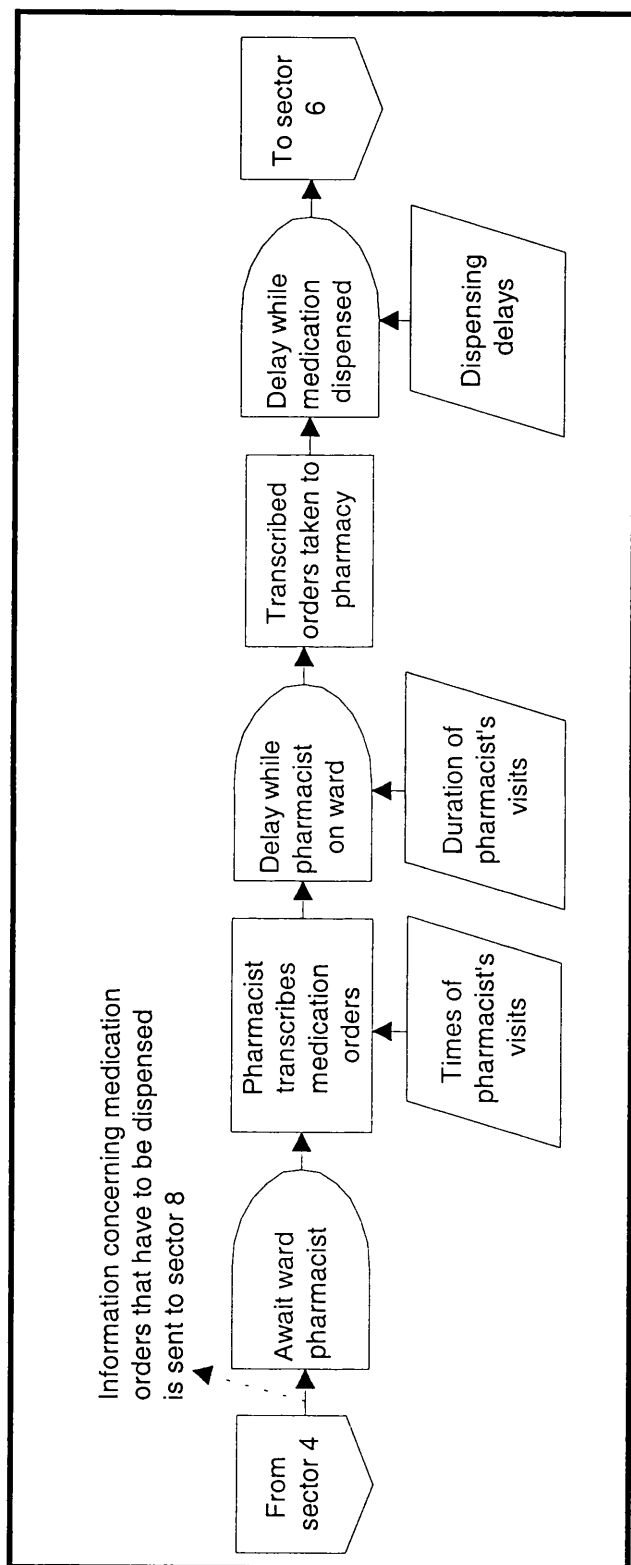 Information concerning medication
orders that have to be dispensed
is sent to sector 8
From
sector 4
Await ward
pharmacist
Pharmacist
transcribes
medication
orders
Times of
pharmacist's
visits
Delay while
pharmacist
on ward
Duration of
pharmacist's
visits
Transcribed
orders taken to
pharmacy
Delay while
medication
dispensed
Dispensing
delays
To sector
6